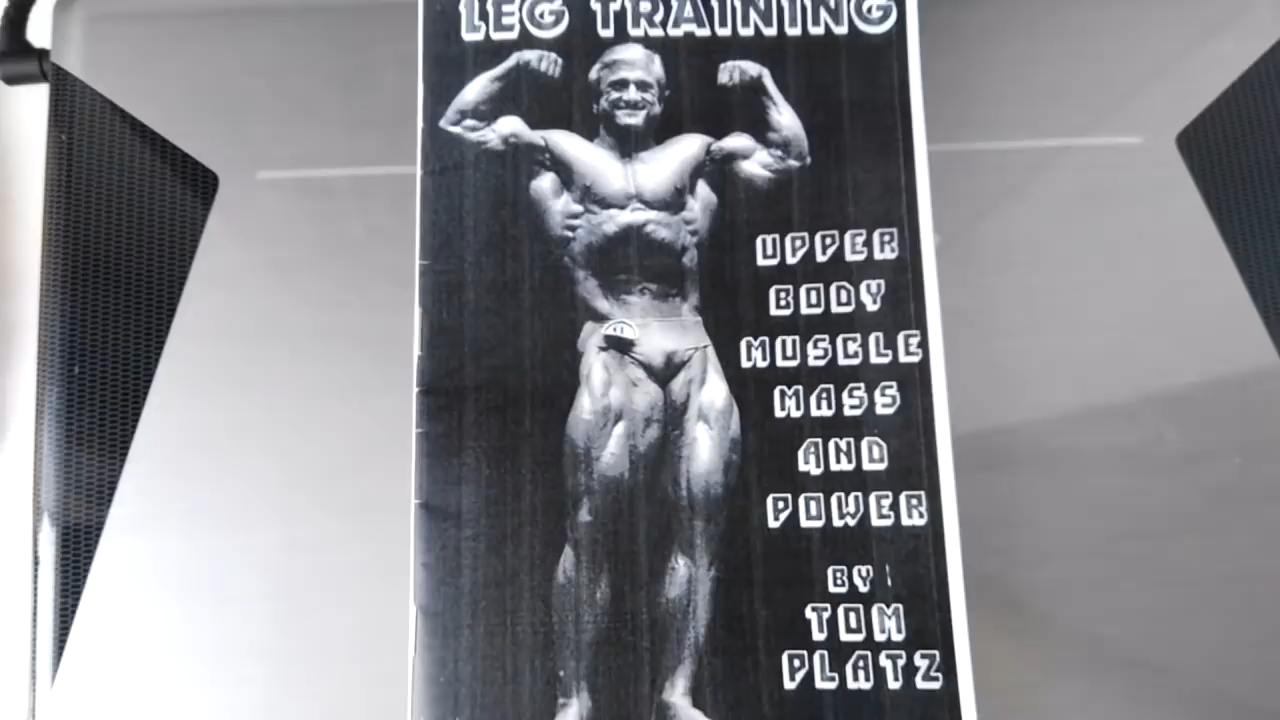 LEG TRAINING
UPPER
BODY
MUSCLE
MASS
AND
POWER
BY
TOM
PLATZ